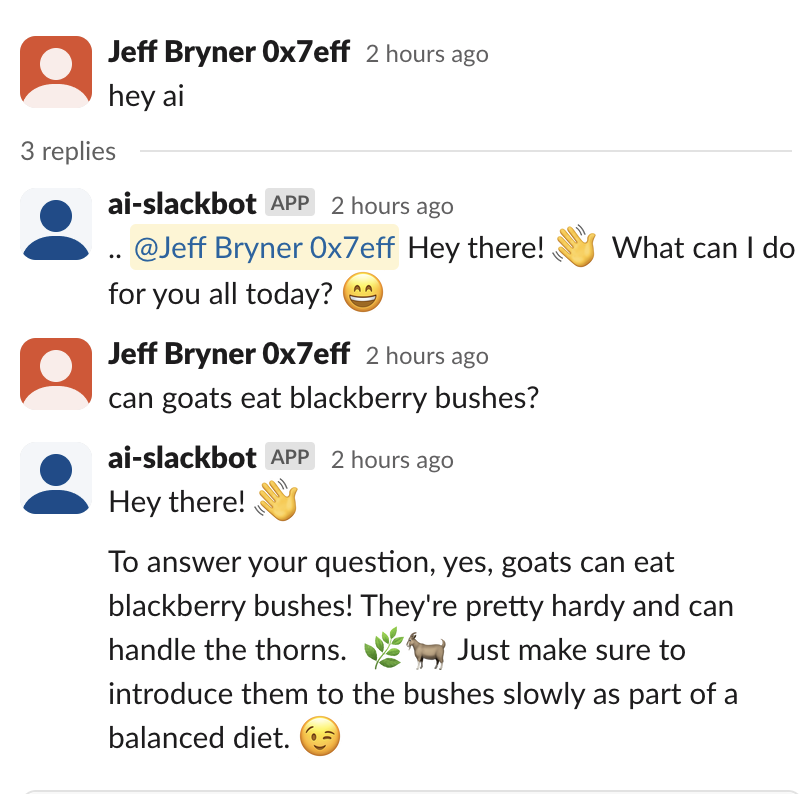 Jeff Bryner 0x7eff 2 hours ago
hey ai
3 replies
ai-slackbot APP 2 hours ago
.. @Jeff Bryner 0x7eff Hey there! 👋 What can I do
for you all today? 😄
Jeff Bryner 0x7eff 2 hours ago
can goats eat blackberry bushes?
ai-slackbot APP 2 hours ago
Hey there! 👋
To answer your question, yes, goats can eat
blackberry bushes! They're pretty hardy and can
handle the thorns. 🌿🐐 Just make sure to
introduce them to the bushes slowly as part of a
balanced diet. 😉